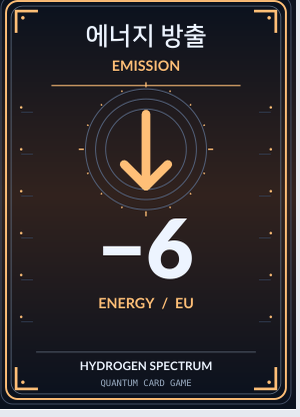 에너지 방출
EMISSION
−6
ENERGY / EU
HYDROGEN SPECTRUM
QUANTUM CARD GAME